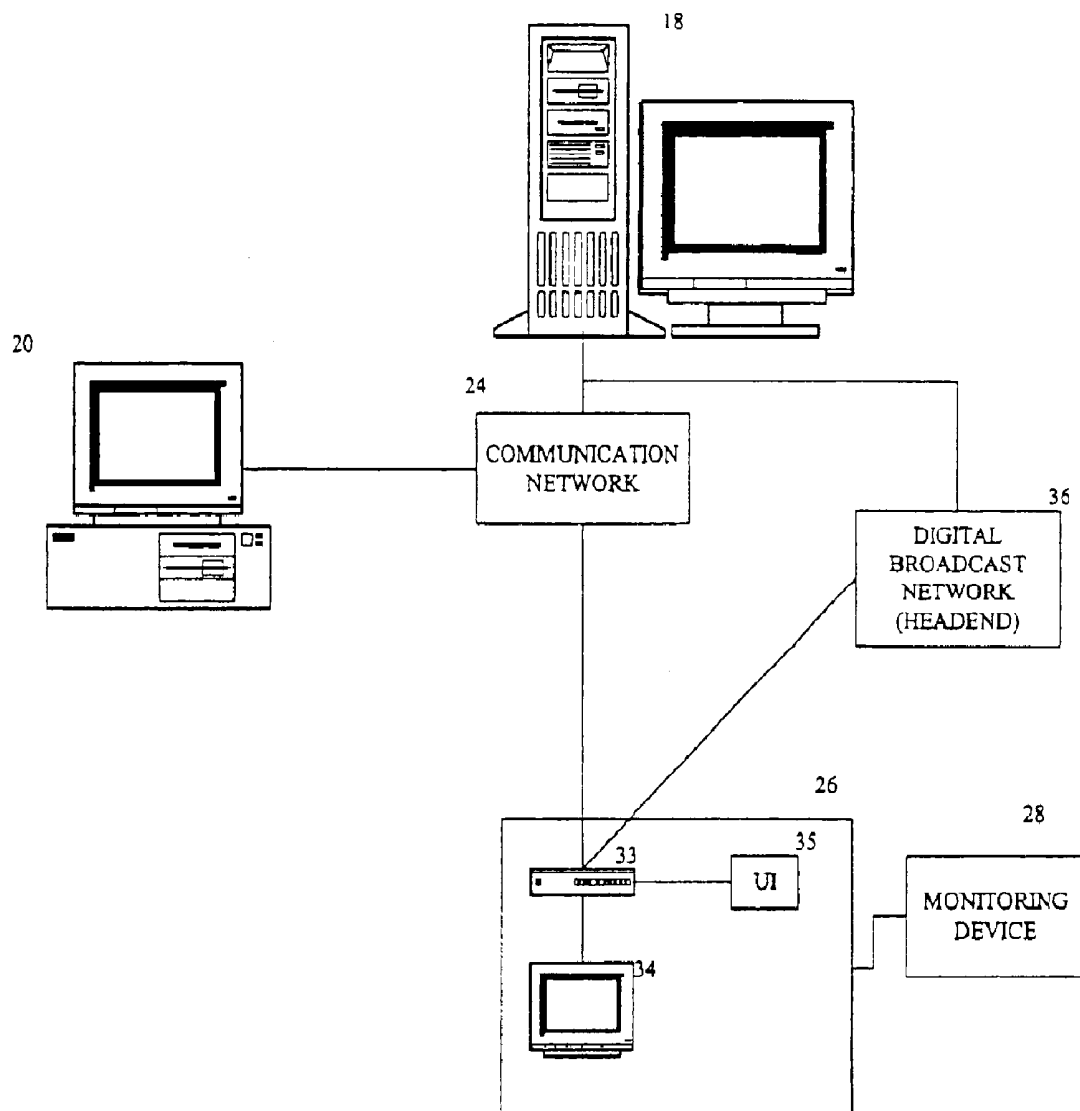 18
20
24
COMMUNICATION
NETWORK
36
DIGITAL
BROADCAST
NETWORK
(HEADEND)
26
28
33
35
UI
MONITORING
DEVICE
34